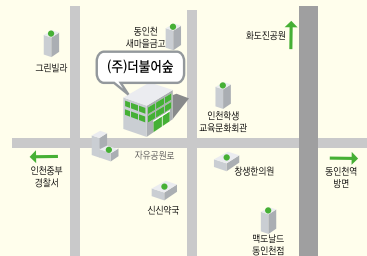 동인천
새마을금고
화도진공원
그린빌라
(주)더불어숲
인천학생
교육문화회관
자유공원로
인천중부
경찰서
창생한의원
동인천역
방면
신신약국
맥도날드
동인천점